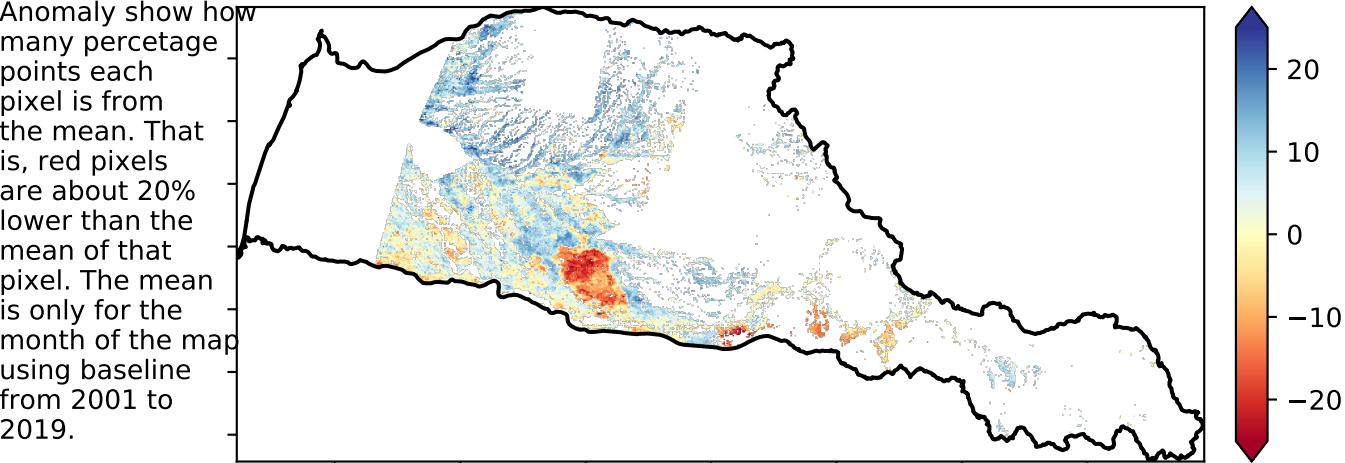 Anomaly show how
many percetage
points each
pixel is from
the mean. That
is, red pixels
are about 20%
lower than the
mean of that
pixel. The mean
is only for the
month of the map
using baseline
from 2001 to
2019.
20
10
0
−10
−20